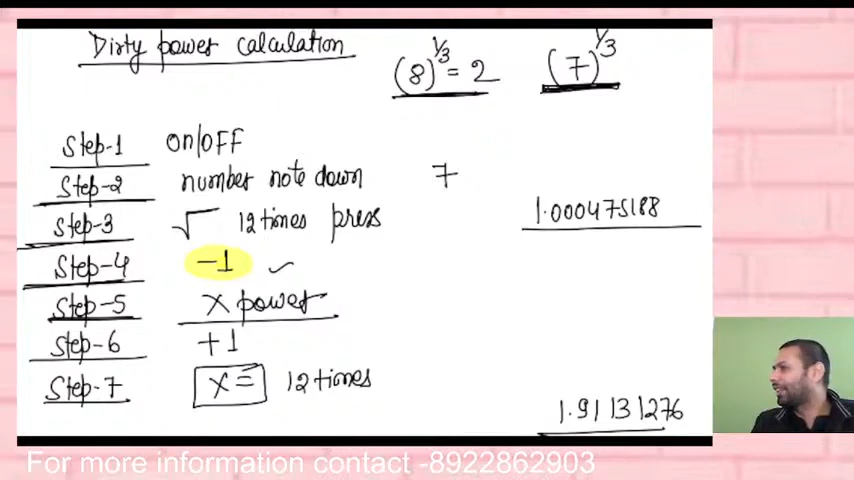 Dirty power calculation
(8)^1/3 = 2
(7)^1/3
Step-1 on/OFF
Step-2 number note down 7
Step-3 √ 12 times press 1.000475188
Step-4 -1 ✓
Step-5 × power
Step-6 +1
Step-7 ×= 12 times
1.91131276
For more information contact -8922862903